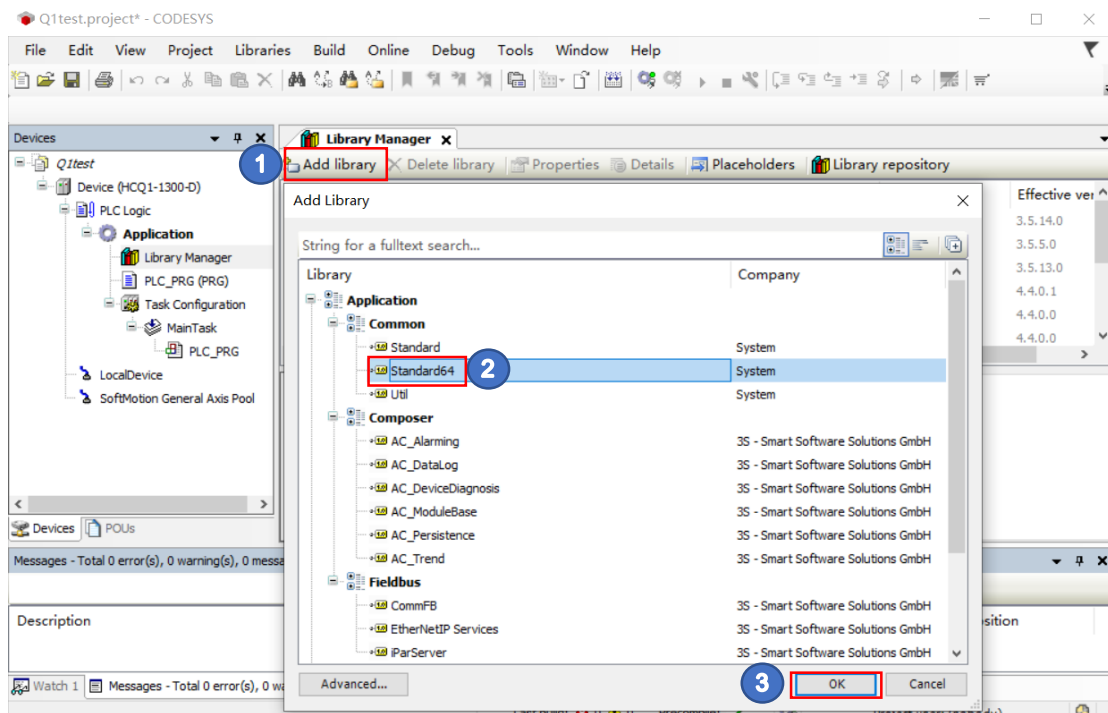 Q1test.project* - CODESYS
File Edit View Project Libraries Build Online Debug Tools Window Help
Devices
Library Manager
1
Add library Delete library Properties Details Placeholders Library repository
Q1test
Device (HCQ1-1300-D)
PLC Logic
Application
Library Manager
PLC_PRG (PRG)
Task Configuration
MainTask
PLC_PRG
LocalDevice
SoftMotion General Axis Pool
Devices POUs
Add Library
String for a fulltext search...
Library Company
Application
Common
Standard System
Standard64 2 System
Util System
Composer
AC_Alarming 3S - Smart Software Solutions GmbH
AC_DataLog 3S - Smart Software Solutions GmbH
AC_DeviceDiagnosis 3S - Smart Software Solutions GmbH
AC_ModuleBase 3S - Smart Software Solutions GmbH
AC_Persistence 3S - Smart Software Solutions GmbH
AC_Trend 3S - Smart Software Solutions GmbH
Fieldbus
CommFB 3S - Smart Software Solutions GmbH
EtherNetIP Services 3S - Smart Software Solutions GmbH
iParServer 3S - Smart Software Solutions GmbH
Advanced... 3 OK Cancel
Effective ver
3.5.14.0
3.5.5.0
3.5.13.0
4.4.0.1
4.4.0.0
4.4.0.0
Messages - Total 0 error(s), 0 warning(s), 0 messa
Description sition
Watch 1 Messages - Total 0 error(s), 0 wa